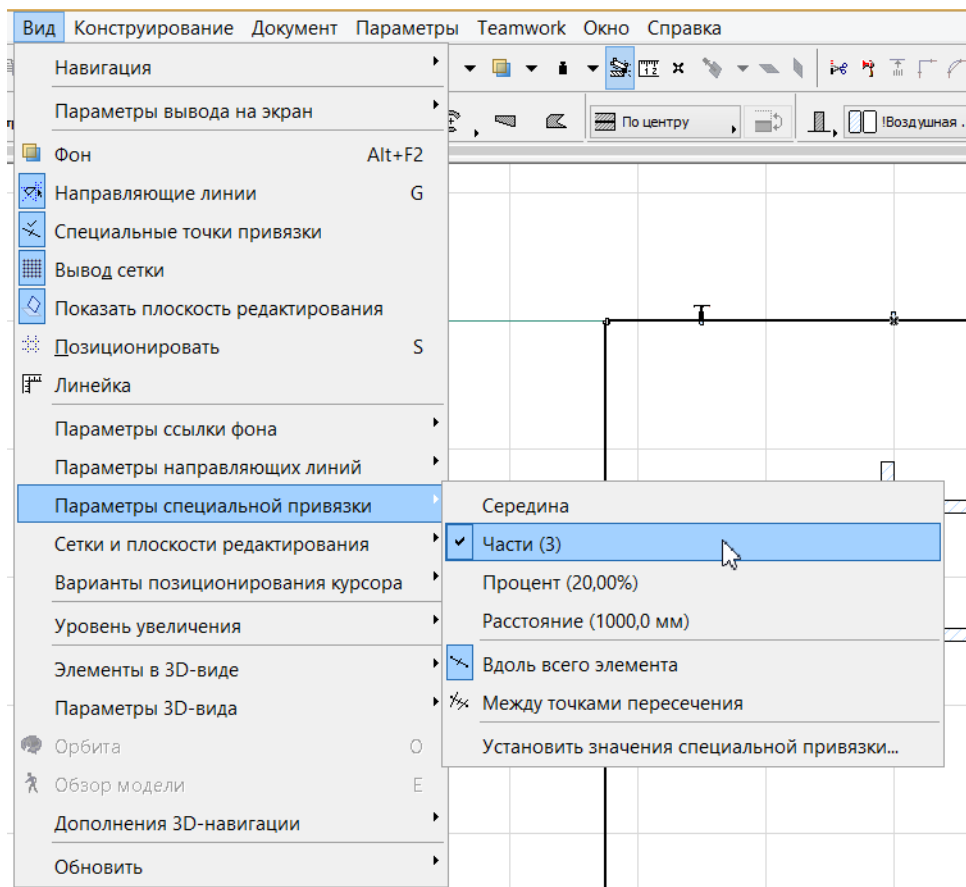 Вид Конструирование Документ Параметры Teamwork Окно Справка
Навигация
Параметры вывода на экран
По центру
!Воздушная .
Фон Alt+F2
Направляющие линии G
Специальные точки привязки
Вывод сетки
Показать плоскость редактирования
Позиционировать S
Линейка
Параметры ссылки фона
Параметры направляющих линий
Параметры специальной привязки
Сетки и плоскости редактирования
Варианты позиционирования курсора
Уровень увеличения
Элементы в 3D-виде
Параметры 3D-вида
Орбита O
Обзор модели E
Дополнения 3D-навигации
Обновить
Середина
Части (3)
Процент (20,00%)
Расстояние (1000,0 мм)
Вдоль всего элемента
Между точками пересечения
Установить значения специальной привязки...